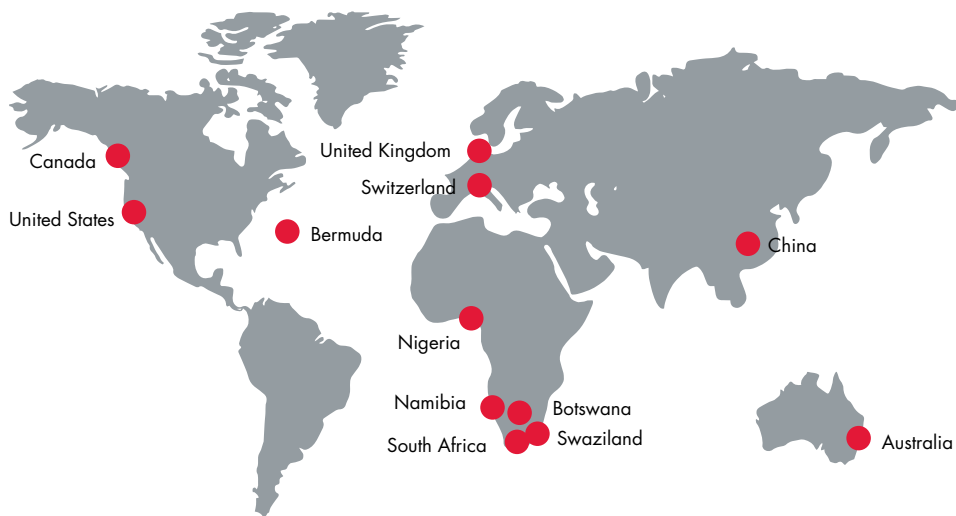 United Kingdom
Canada
Switzerland
United States
Bermuda
China
Nigeria
Namibia
Botswana
South Africa
Swaziland
Australia